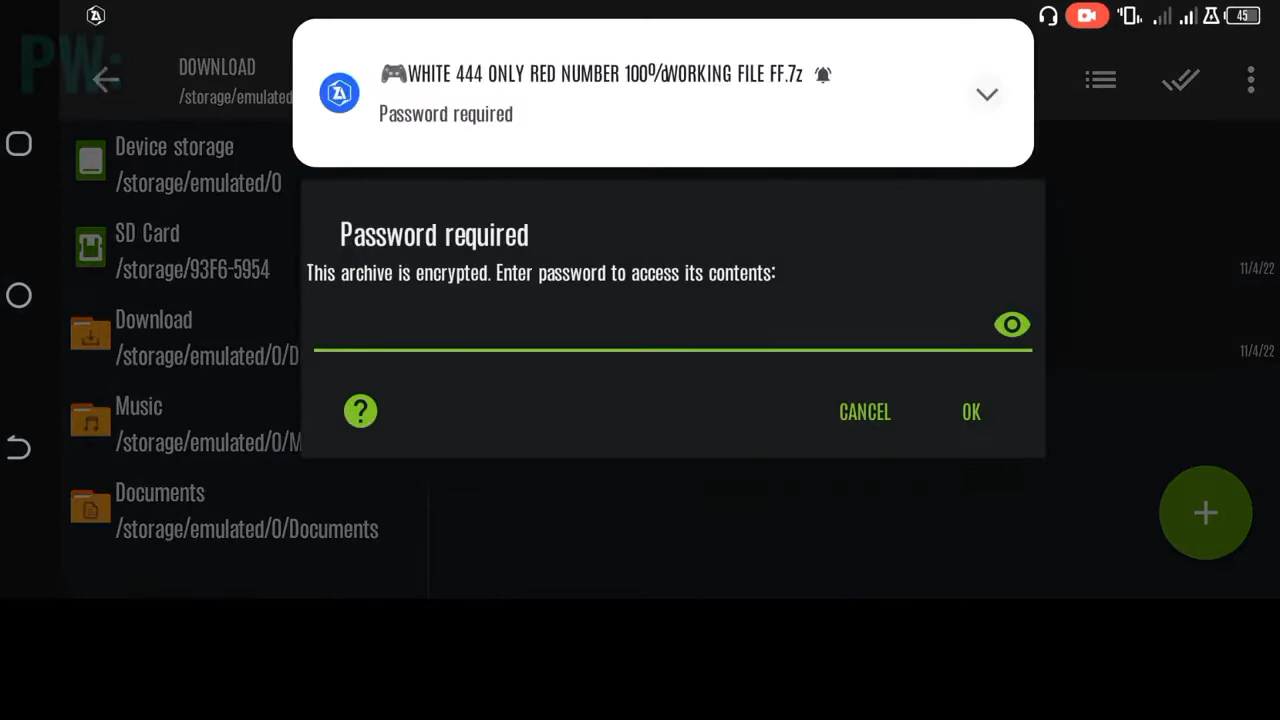 PW:
45
DOWNLOAD
/storage/emulated
🎮WHITE 444 ONLY RED NUMBER 100%WORKING FILE FF.7z
Password required
Device storage
/storage/emulated/0
SD Card
/storage/93F6-5954
Download
/storage/emulated/0/D
Music
/storage/emulated/0/M
Documents
/storage/emulated/0/Documents
Password required
This archive is encrypted. Enter password to access its contents:
?
CANCEL OK
11/4/22
11/4/22
+